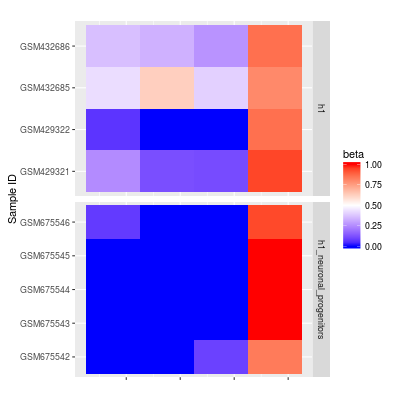 GSM432686
GSM432685
GSM429322
GSM429321
h1
GSM675546
GSM675545
GSM675544
GSM675543
GSM675542
h1_neuronal_progenitors
Sample ID
beta
1.00
0.75
0.50
0.25
0.00